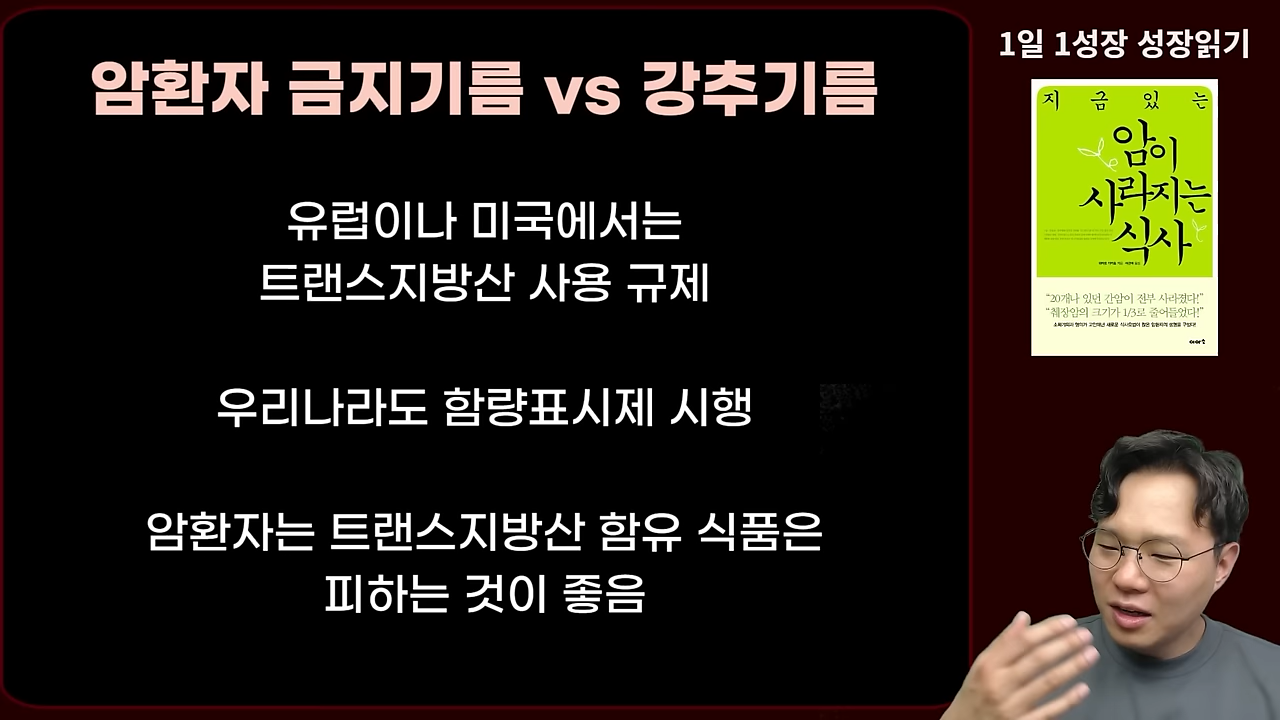 암환자 금지기름 vs 강추기름
유럽이나 미국에서는
트랜스지방산 사용 규제
우리나라도 함량표시제 시행
암환자는 트랜스지방산 함유 식품은
피하는 것이 좋음
1일 1성장 성장읽기
지금있는
암이
사라지는
식사
“20개나 있던 간암이 전부 사라졌다!”
“췌장암의 크기가 1/3로 줄어들었다!”